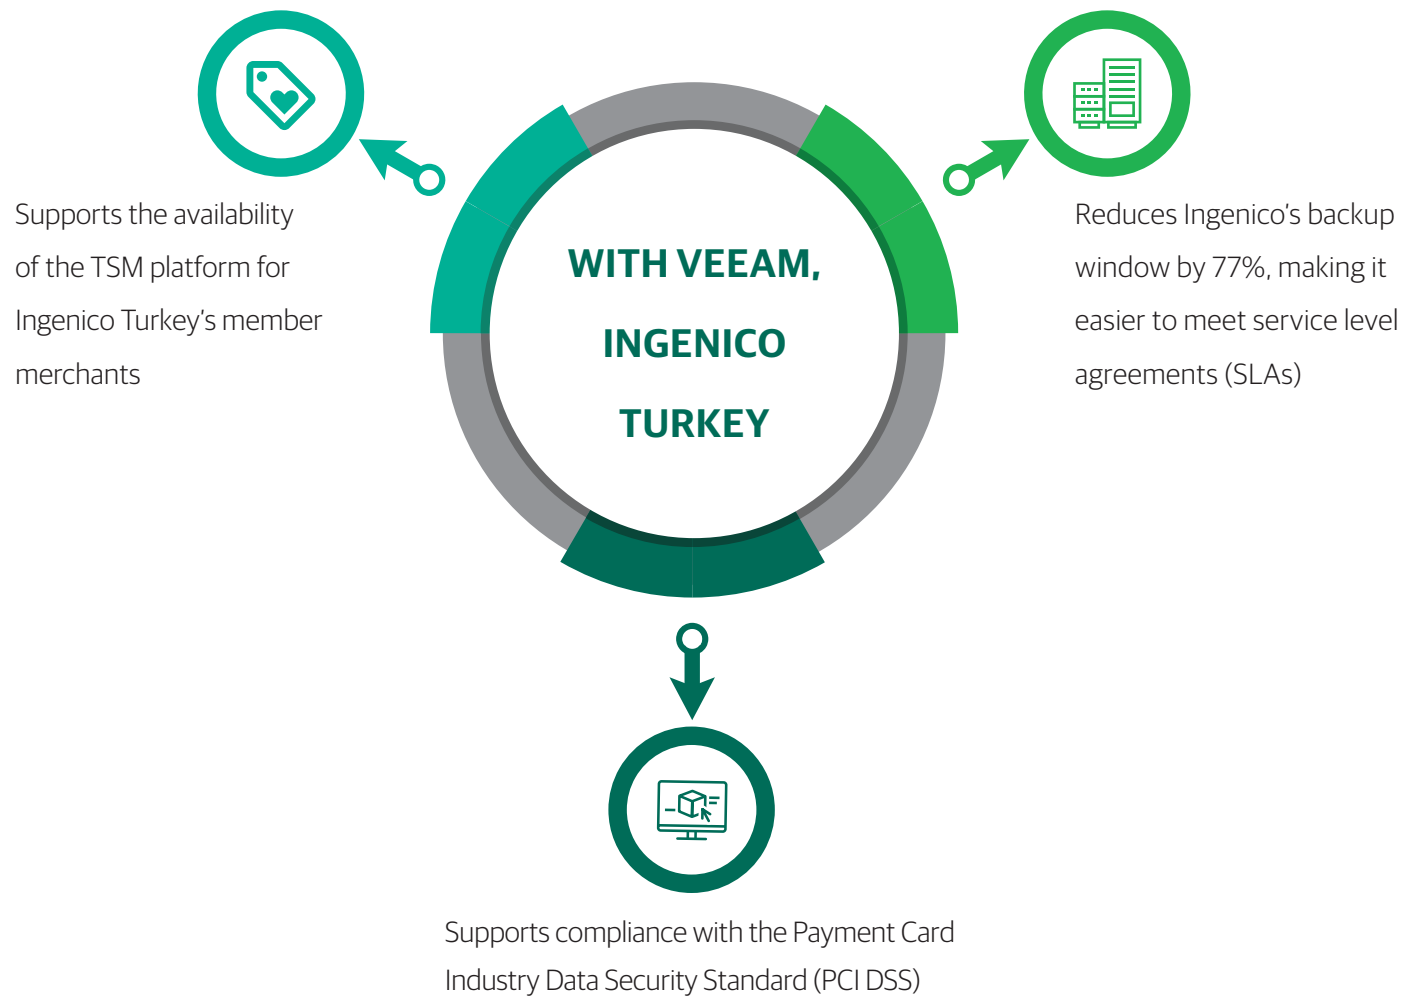 Supports the availability
of the TSM platform for
Ingenico Turkey’s member
merchants
WITH VEEAM,
INGENICO
TURKEY
Reduces Ingenico’s backup
window by 77%, making it
easier to meet service level
agreements (SLAs)
Supports compliance with the Payment Card
Industry Data Security Standard (PCI DSS)